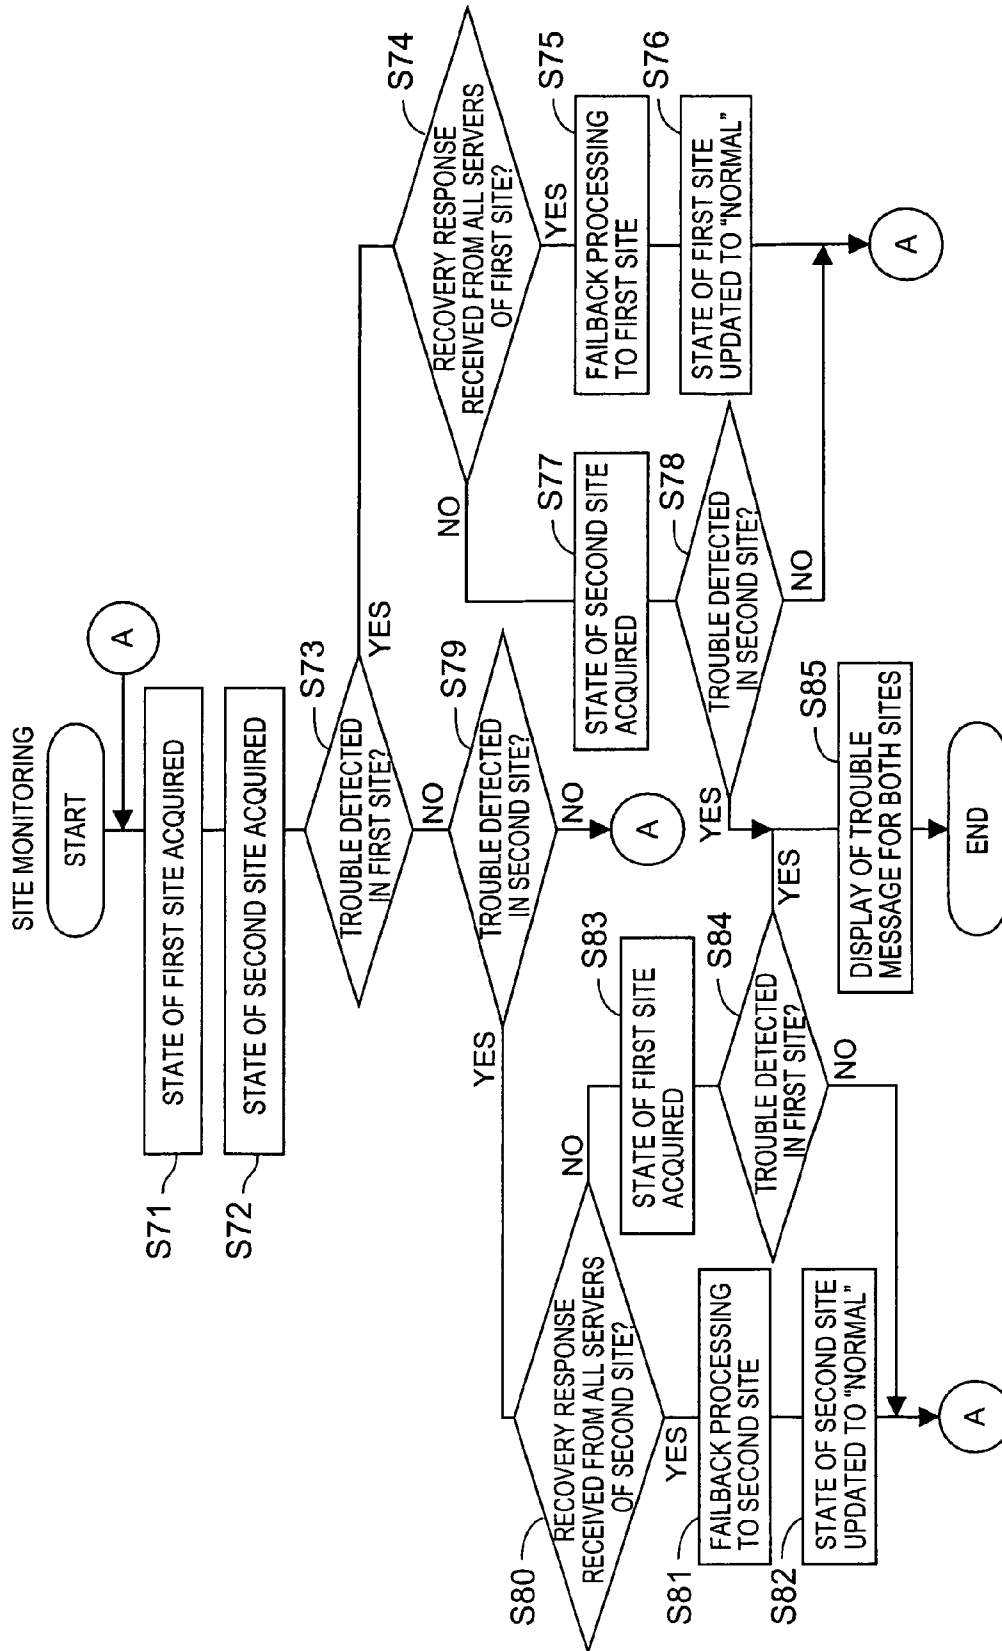 SITE MONITORING
START
A
STATE OF FIRST SITE ACQUIRED
S71
STATE OF SECOND SITE ACQUIRED
S72
TROUBLE DETECTED
IN FIRST SITE?
S73
YES
NO
RECOVERY RESPONSE
RECEIVED FROM ALL SERVERS
OF FIRST SITE?
S74
NO
YES
FAILBACK PROCESSING
TO FIRST SITE
S75
STATE OF FIRST SITE
UPDATED TO "NORMAL"
S76
A
STATE OF SECOND SITE
ACQUIRED
S77
TROUBLE DETECTED
IN SECOND SITE?
S78
YES
NO
TROUBLE DETECTED
IN SECOND SITE?
S79
YES
NO
A
RECOVERY RESPONSE
RECEIVED FROM ALL SERVERS
OF SECOND SITE?
S80
NO
YES
FAILBACK PROCESSING
TO SECOND SITE
S81
STATE OF SECOND SITE
UPDATED TO "NORMAL"
S82
A
STATE OF FIRST SITE
ACQUIRED
S83
TROUBLE DETECTED
IN FIRST SITE?
S84
YES
NO
DISPLAY OF TROUBLE
MESSAGE FOR BOTH SITES
S85
END